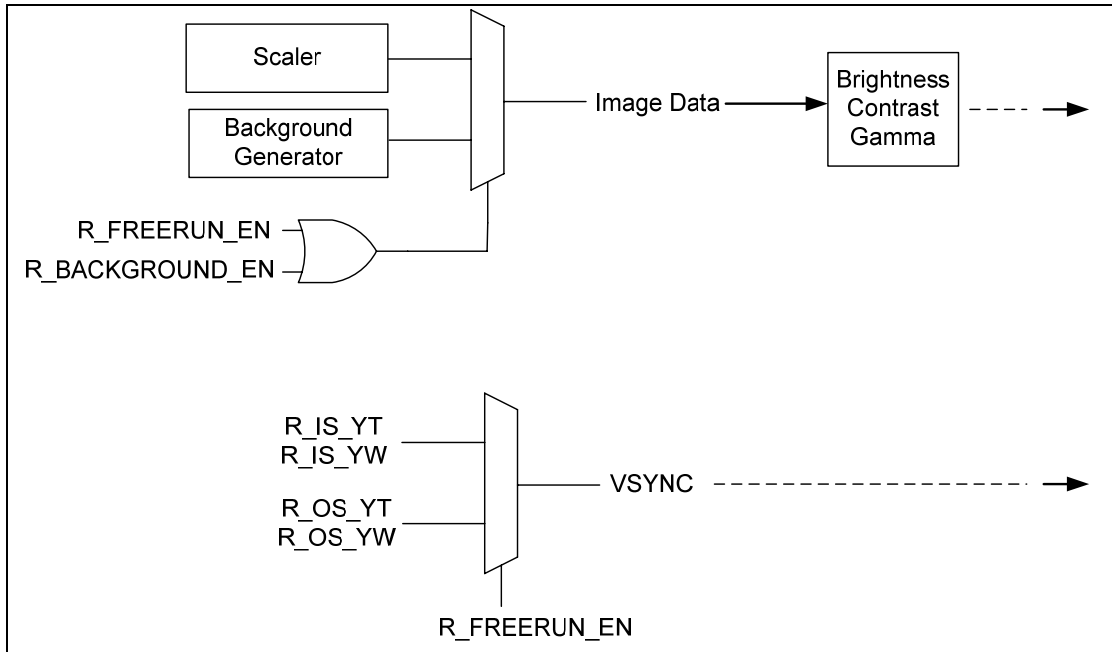 Scaler
Background
Generator
Image Data
Brightness
Contrast
Gamma
R_FREERUN_EN
R_BACKGROUND_EN
R_IS_YT
R_IS_YW
R_OS_YT
R_OS_YW
VSYNC
R_FREERUN_EN